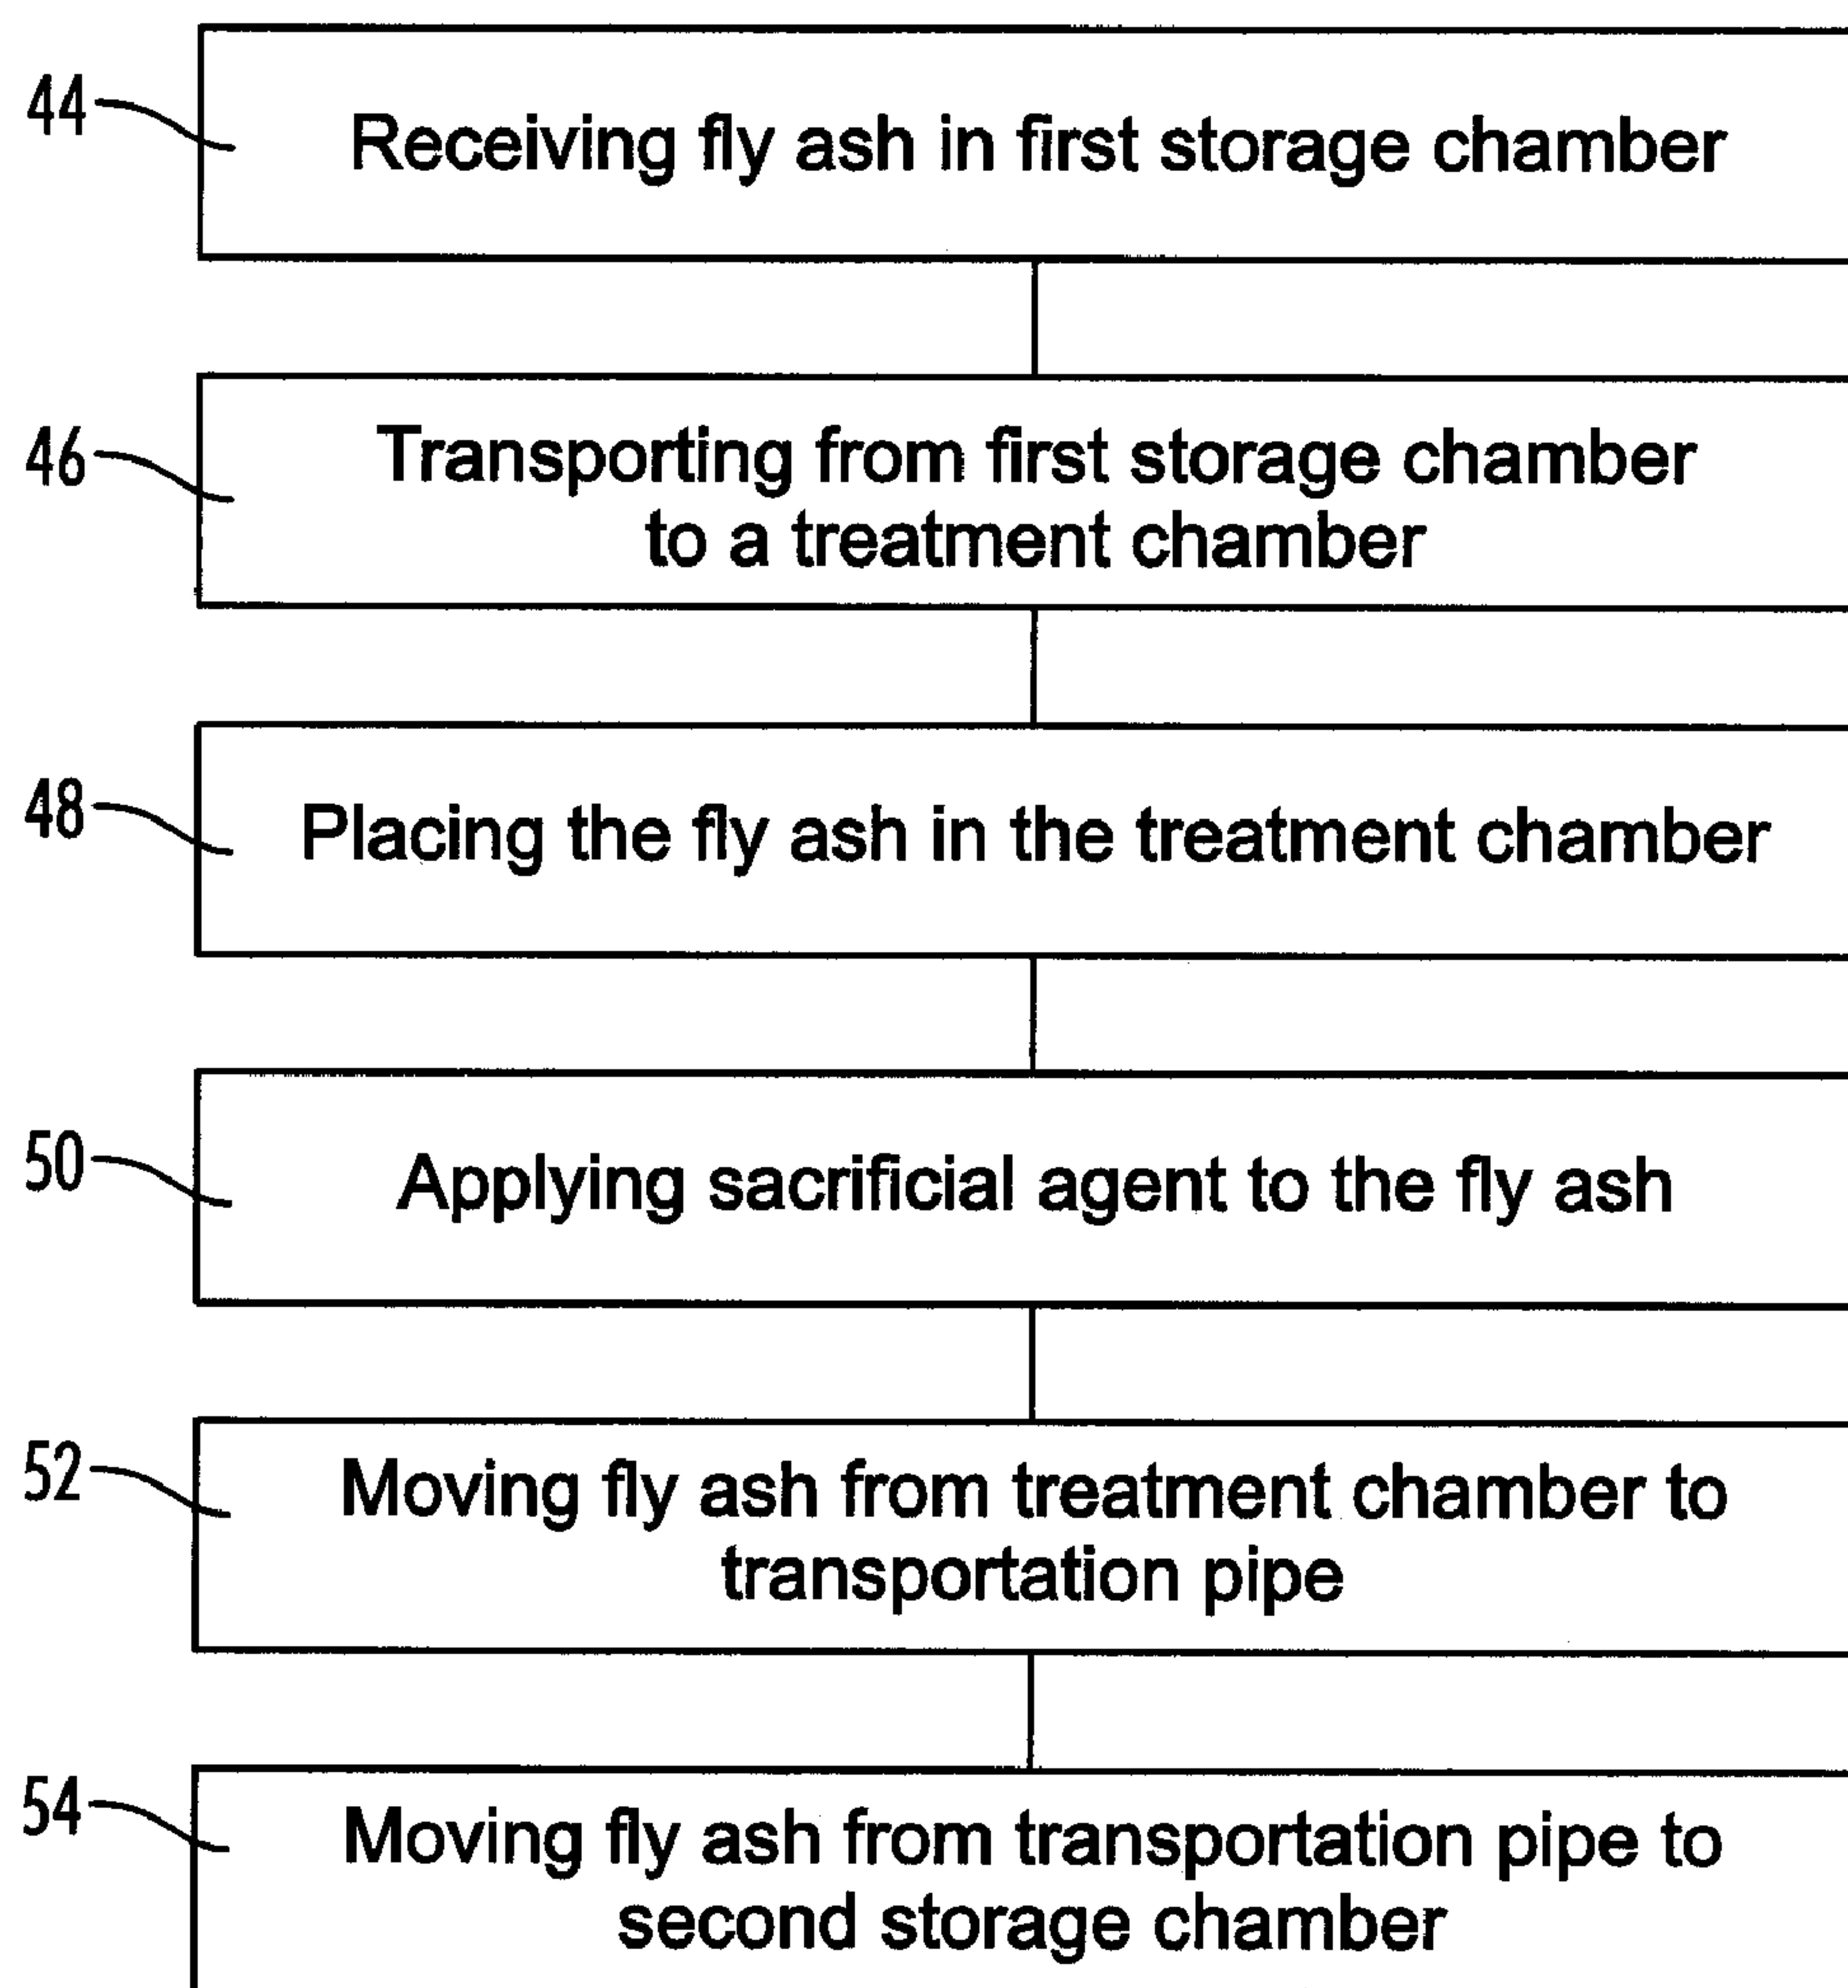 44
Receiving fly ash in first storage chamber
46
Transporting from first storage chamber
to a treatment chamber
48
Placing the fly ash in the treatment chamber
50
Applying sacrificial agent to the fly ash
52
Moving fly ash from treatment chamber to
transportation pipe
54
Moving fly ash from transportation pipe to
second storage chamber